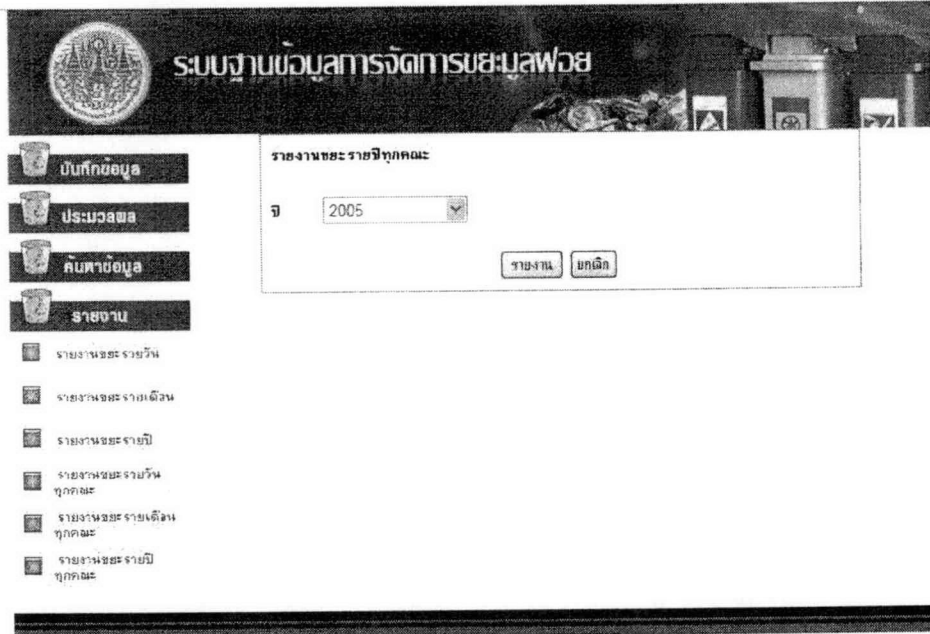 ระบบฐานข้อมูลการจัดการขยะมูลฝอย
บันทึกข้อมูล
ประมวลผล
ค้นหาข้อมูล
รายงาน
รายงานขยะรายวัน
รายงานขยะรายเดือน
รายงานขยะรายปี
รายงานขยะรายวัน
ทุกคณะ
รายงานขยะรายเดือน
ทุกคณะ
รายงานขยะรายปี
ทุกคณะ
รายงานขยะรายปีทุกคณะ
ปี 2005
รายงาน ยกเลิก